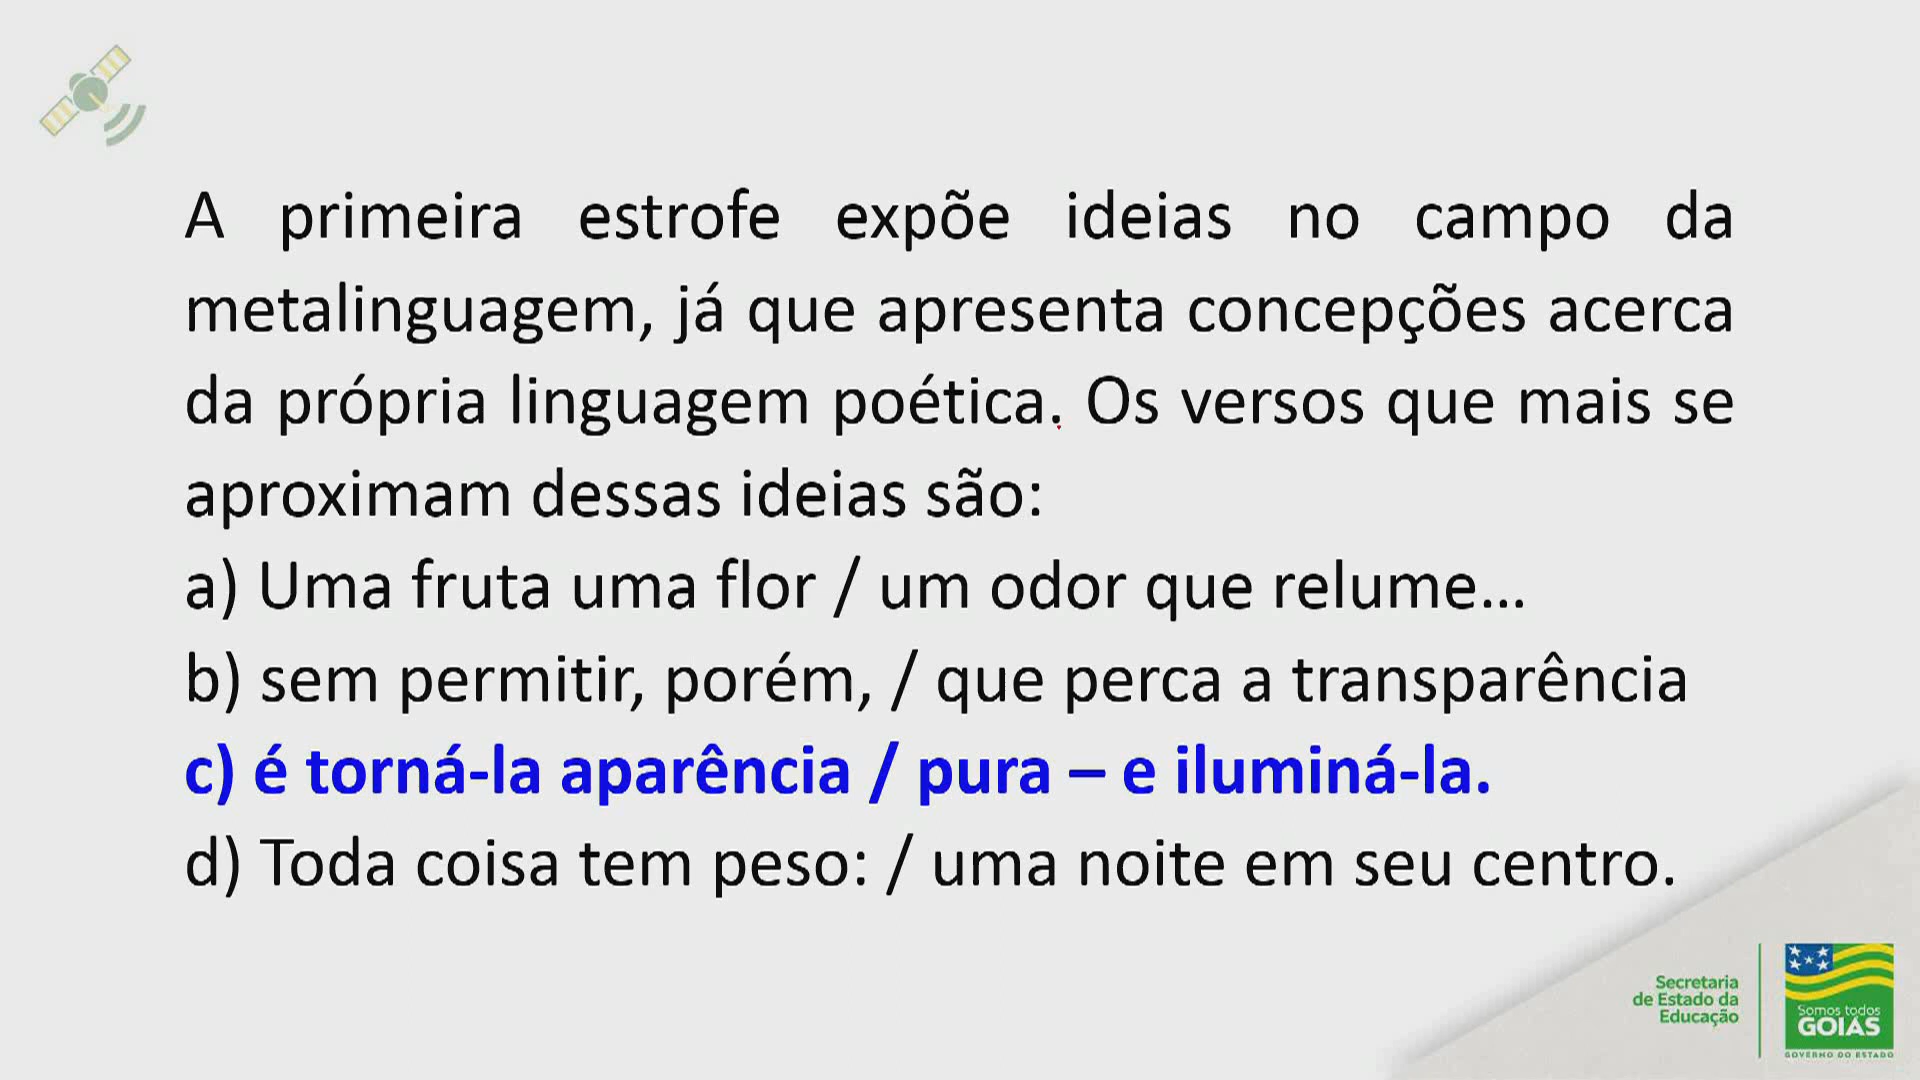 A primeira estrofe expõe ideias no campo da
metalinguagem, já que apresenta concepções acerca
da própria linguagem poética. Os versos que mais se
aproximam dessas ideias são:
a) Uma fruta uma flor / um odor que relume...
b) sem permitir, porém, / que perca a transparência
c) é torná-la aparência / pura – e iluminá-la.
d) Toda coisa tem peso: / uma noite em seu centro.
Secretaria
de Estado da
Educação
Somos todos
GOIÁS
GOVERNO DO ESTADO